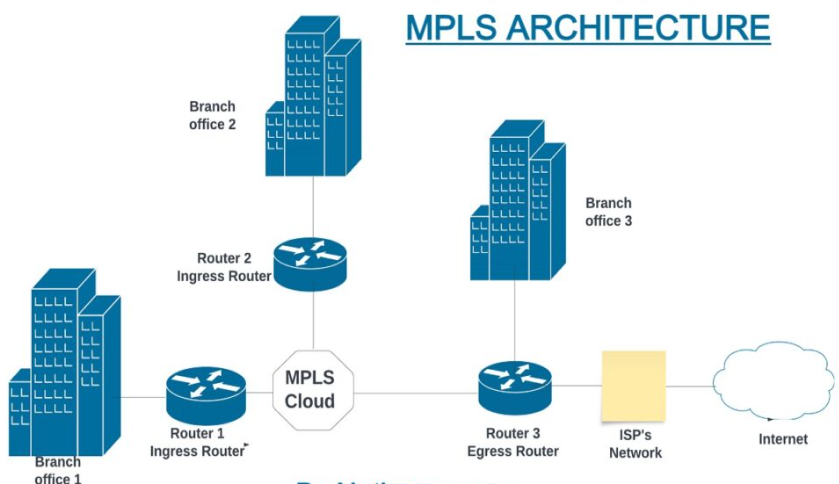 MPLS ARCHITECTURE
Branch
office 2
Branch
office 3
Router 2
Ingress Router
MPLS
Cloud
Router 1
Ingress Router
Router 3
Egress Router
ISP's
Network
Internet
Branch
office 1